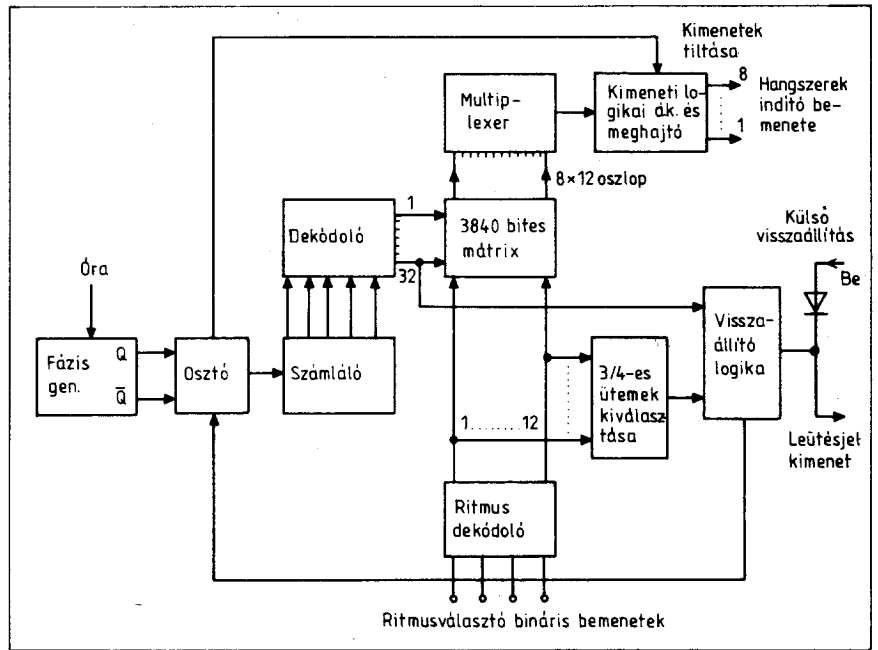 Kimenetek
tiltása
Multip-
lexer
Kimeneti lo-
gikai ák. és
meghajtó
8
1
Hangszerek
indító be-
menete
8×12 oszlop
Dekódoló
1
32
3840 bites
mátrix
Külső
visszaállítás
Be
Óra
Fázis
gen.
Q
Q̅
Osztó
Számláló
3/4-es
ütemek
kiválasz-
tása
Vissza-
állító
logika
1........12
Leütésjel
kimenet
Ritmus
dekódoló
Ritmusválasztó bináris bemenetek